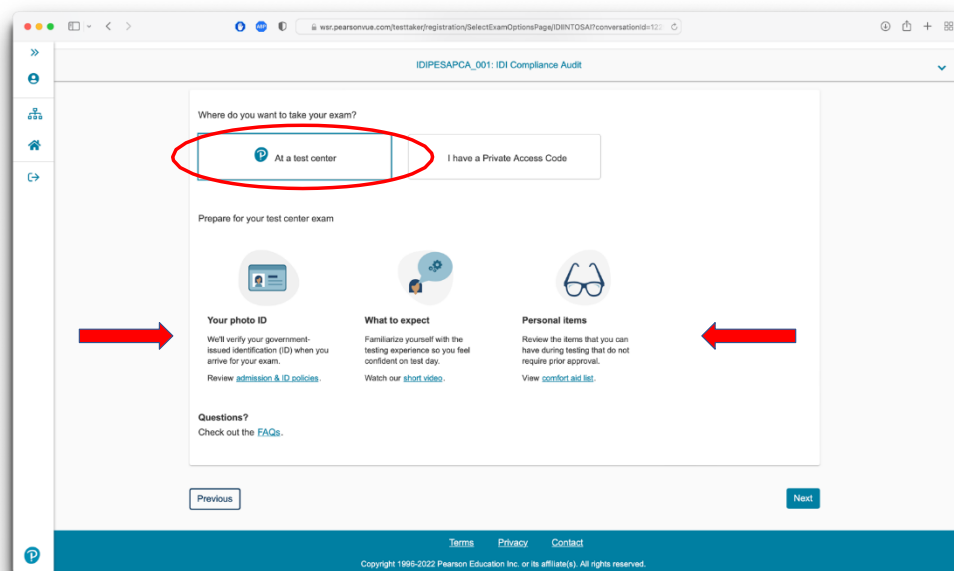 wsr.pearsonvue.com/testtaker/registration/SelectExamOptionsPage/IDIINTOSAI?conversationId=122
IDIPESAPCA_001: IDI Compliance Audit
Where do you want to take your exam?
At a test center
I have a Private Access Code
Prepare for your test center exam
Your photo ID
We'll verify your government-
issued identification (ID) when you
arrive for your exam.
Review admission & ID policies.
What to expect
Familiarize yourself with the
testing experience so you feel
confident on test day.
Watch our short video.
Personal items
Review the items that you can
have during testing that do not
require prior approval.
View comfort aid list.
Questions?
Check out the FAQs.
Previous
Next
Terms Privacy Contact
Copyright 1996-2022 Pearson Education Inc. or its affiliate(s). All rights reserved.